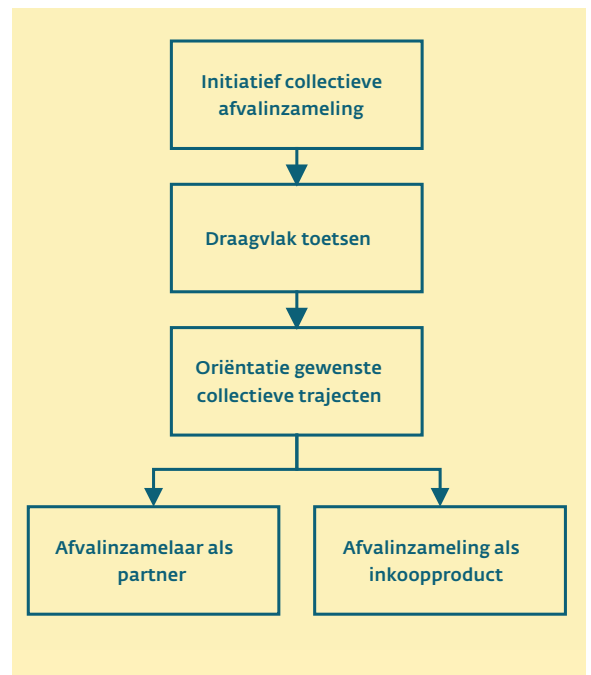 Initiatief collectieve
afvalinzameling
Draagvlak toetsen
Oriëntatie gewenste
collectieve trajecten
Afvalinzamelaar als
partner
Afvalinzameling als
inkoopproduct